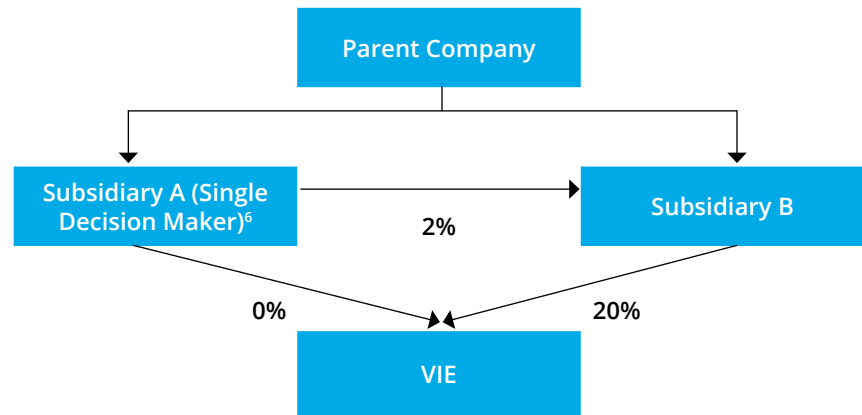 Parent Company
Subsidiary A (Single
Decision Maker)⁶
Subsidiary B
2%
0%
20%
VIE